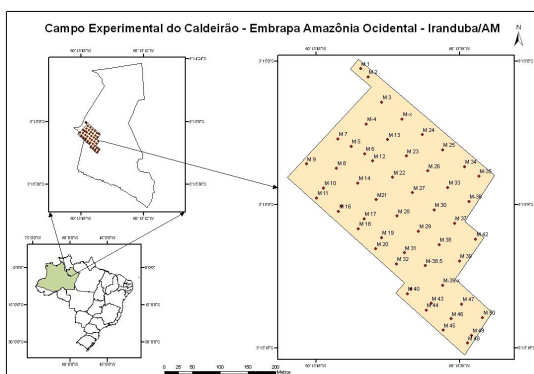 Campo Experimental do Caldeirão - Embrapa Amazônia Ocidental - Iranduba/AM
N
M 1
M-2
M 3
M-x
M-4
M 24
M 7
M 13
M 5
M 25
M 6
M 23
M 9
M 12
M 34
M 8
M 26
M-35
M 22
M 10
M 14
M 33
M 11
M 27
M21
M-36
M 16
M 30
M 17
M 28
M 37
M 18
M 29
M 19
M 42
M 20
M 38
M 31
M 32
M-38.5
M 39
M-39-x
M 40
M 43
M 47
M 44
M 46
M 50
M 45
M 49
M 48
0 25 50 100 150 200
Metros